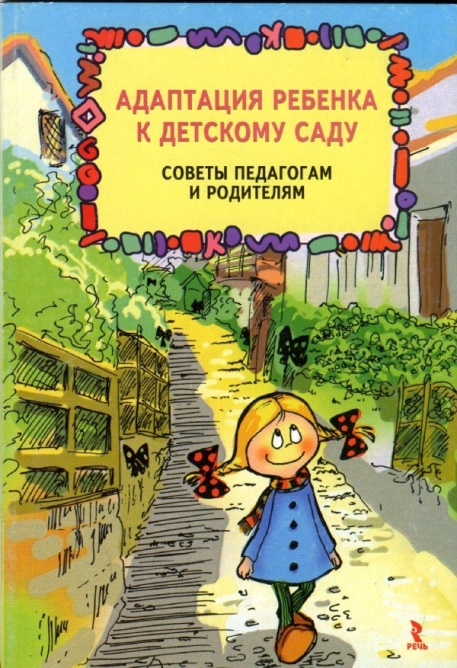 АДАПТАЦИЯ РЕБЕНКА
К ДЕТСКОМУ САДУ
СОВЕТЫ ПЕДАГОГАМ
И РОДИТЕЛЯМ
РЕЧЬ